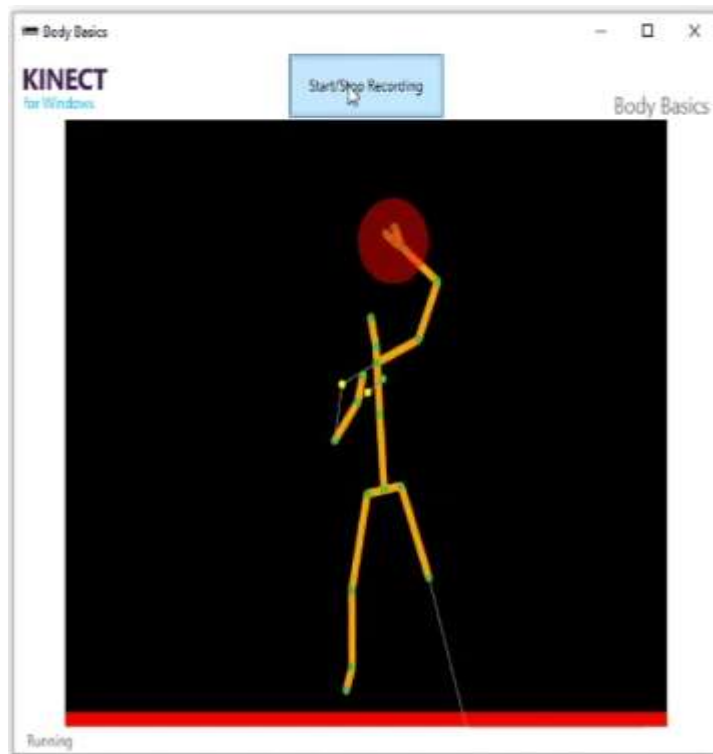 Body Basics
KINECT
for Windows
Start/Stop Recording
Body Basics
Running